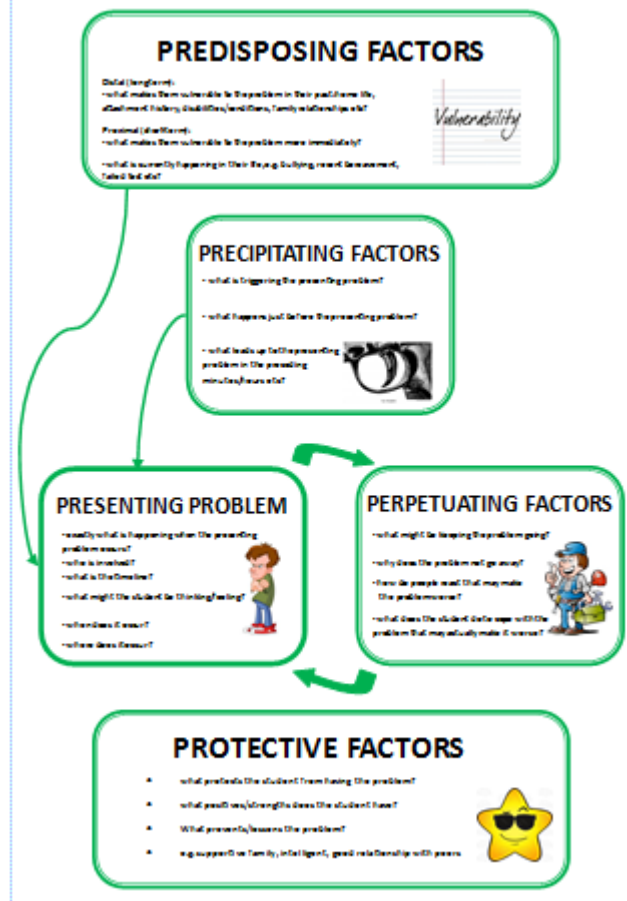 PREDISPOSING FACTORS
Distal (longterm):
- what makes them vulnerable to the problem in their past: home life,
attachment history, disabilities/conditions, family relationships etc?
Proximal (shortterm):
- what makes them vulnerable to the problem more immediately?
- what is currently happening in their life, e.g. bullying, recent bereavement,
failed test etc?
Vulnerability
PRECIPITATING FACTORS
- what is triggering the presenting problem?
- what happens just before the presenting problem?
- what leads up to the presenting
problem in the preceding
minutes/hours etc?
PRESENTING PROBLEM
- exactly what is happening when the presenting
problem occurs?
- who is involved?
- what is the timeline?
- what might the student be thinking/feeling?
- when does it occur?
- where does it occur?
PERPETUATING FACTORS
- what might be keeping the problem going?
- why does the problem not go away?
- how do people react that may make
the problem worse?
- what does the student do to cope with the
problem that may actually make it worse?
PROTECTIVE FACTORS
• what protects the student from having the problem?
• what positives/strengths does the student have?
• What prevents/lessens the problem?
• e.g. supportive family, intelligent, good relationship with peers